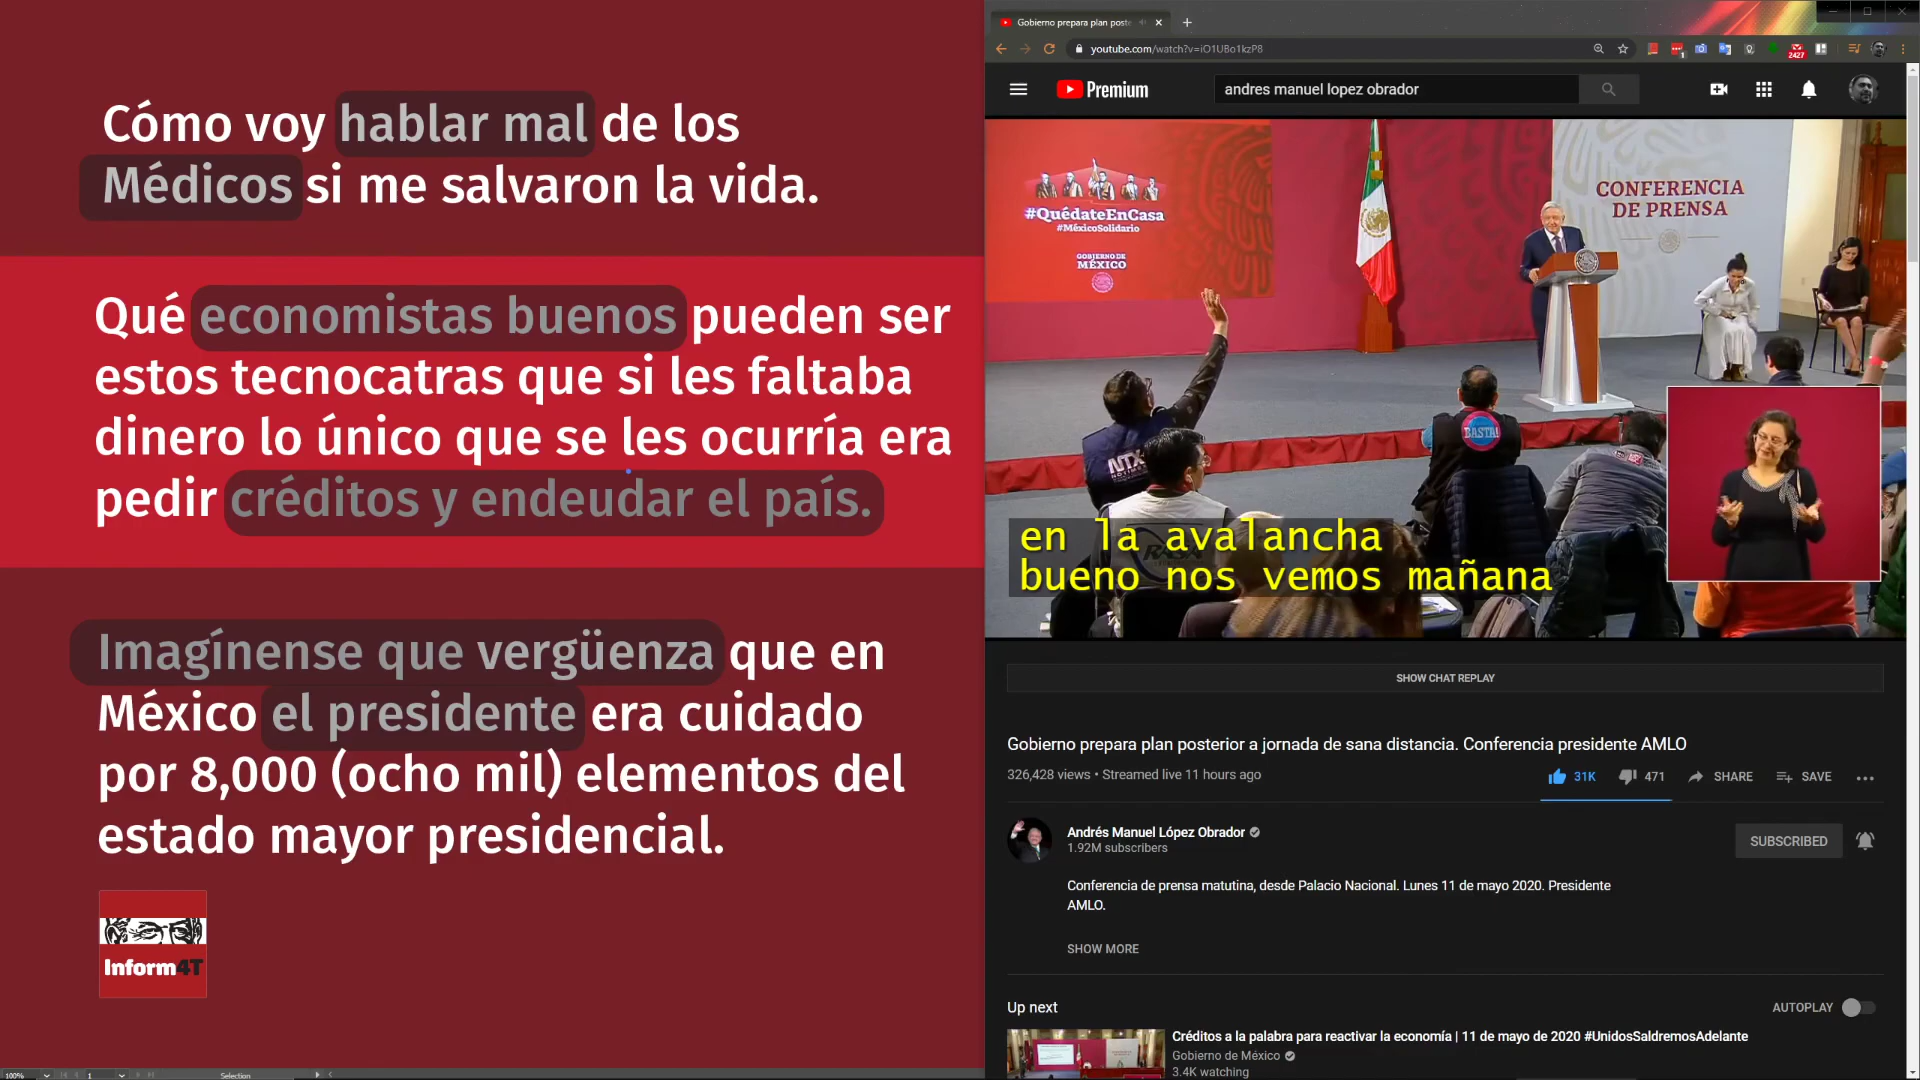 Cómo voy hablar mal de los
Médicos si me salvaron la vida.
Qué economistas buenos pueden ser
estos tecnocatras que si les faltaba
dinero lo único que se les ocurría era
pedir créditos y endeudar el país.
Imagínense que vergüenza que en
México el presidente era cuidado
por 8,000 (ocho mil) elementos del
estado mayor presidencial.
Inform4T
100%
1
Selection
Gobierno prepara plan poste
youtube.com/watch?v=iO1UBo1kzP8
1
2427
Premium
andres manuel lopez obrador
#QuédateEnCasa
#MéxicoSolidario
GOBIERNO DE
MÉXICO
CONFERENCIA
DE PRENSA
BASTA!
NTX
en la avalancha
bueno nos vemos mañana
SHOW CHAT REPLAY
Gobierno prepara plan posterior a jornada de sana distancia. Conferencia presidente AMLO
326,428 views • Streamed live 11 hours ago
31K
471
SHARE
SAVE
Andrés Manuel López Obrador
1.92M subscribers
SUBSCRIBED
Conferencia de prensa matutina, desde Palacio Nacional. Lunes 11 de mayo 2020. Presidente
AMLO.
SHOW MORE
Up next
AUTOPLAY
Créditos a la palabra para reactivar la economía | 11 de mayo de 2020 #UnidosSaldremosAdelante
Gobierno de México
3.4K watching